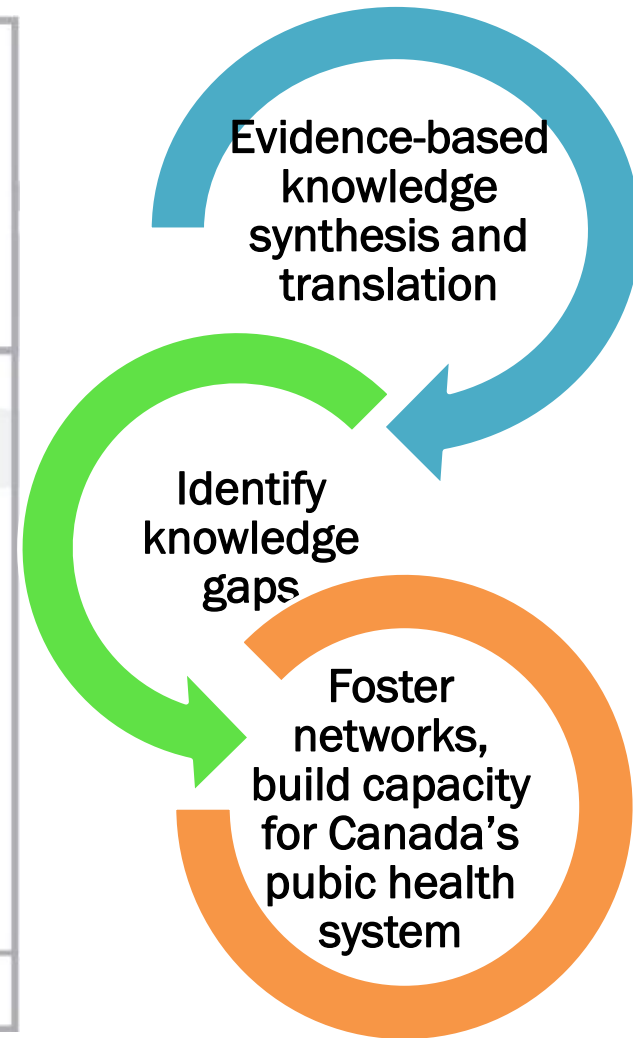 Evidence-based
knowledge
synthesis and
translation
Identify
knowledge
gaps
Foster
networks,
build capacity
for Canada’s
pubic health
system